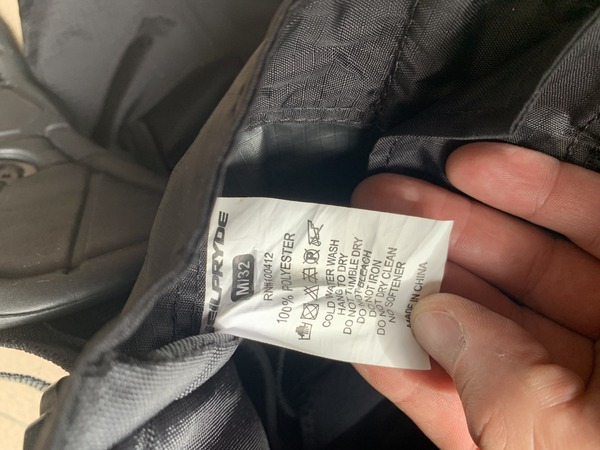 NEILPRYDE
M/32
RN#00412
100% POLYESTER
COLD WATER WASH
HANG TO DRY
DO NOT TUMBLE DRY
DO NOT BLEACH
DO NOT IRON
DO NOT DRY CLEAN
NO SOFTENER
MADE IN CHINA